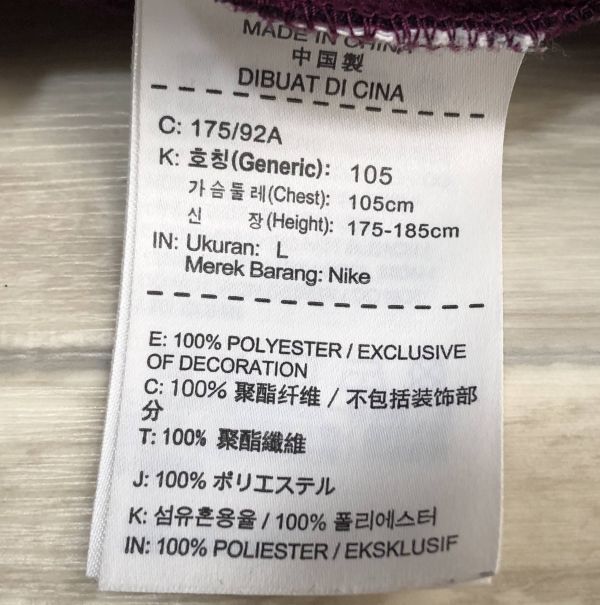 MADE IN CHINA
中国製
DIBUAT DI CINA
C: 175/92A
K: 호칭(Generic): 105
가슴둘레(Chest): 105cm
신 장(Height): 175-185cm
IN: Ukuran: L
Merek Barang: Nike
E: 100% POLYESTER / EXCLUSIVE
OF DECORATION
C: 100% 聚酯纤维 / 不包括装饰部
分
T: 100% 聚酯纖維
J: 100% ポリエステル
K: 섬유혼용율 / 100% 폴리에스터
IN: 100% POLIESTER / EKSKLUSIF